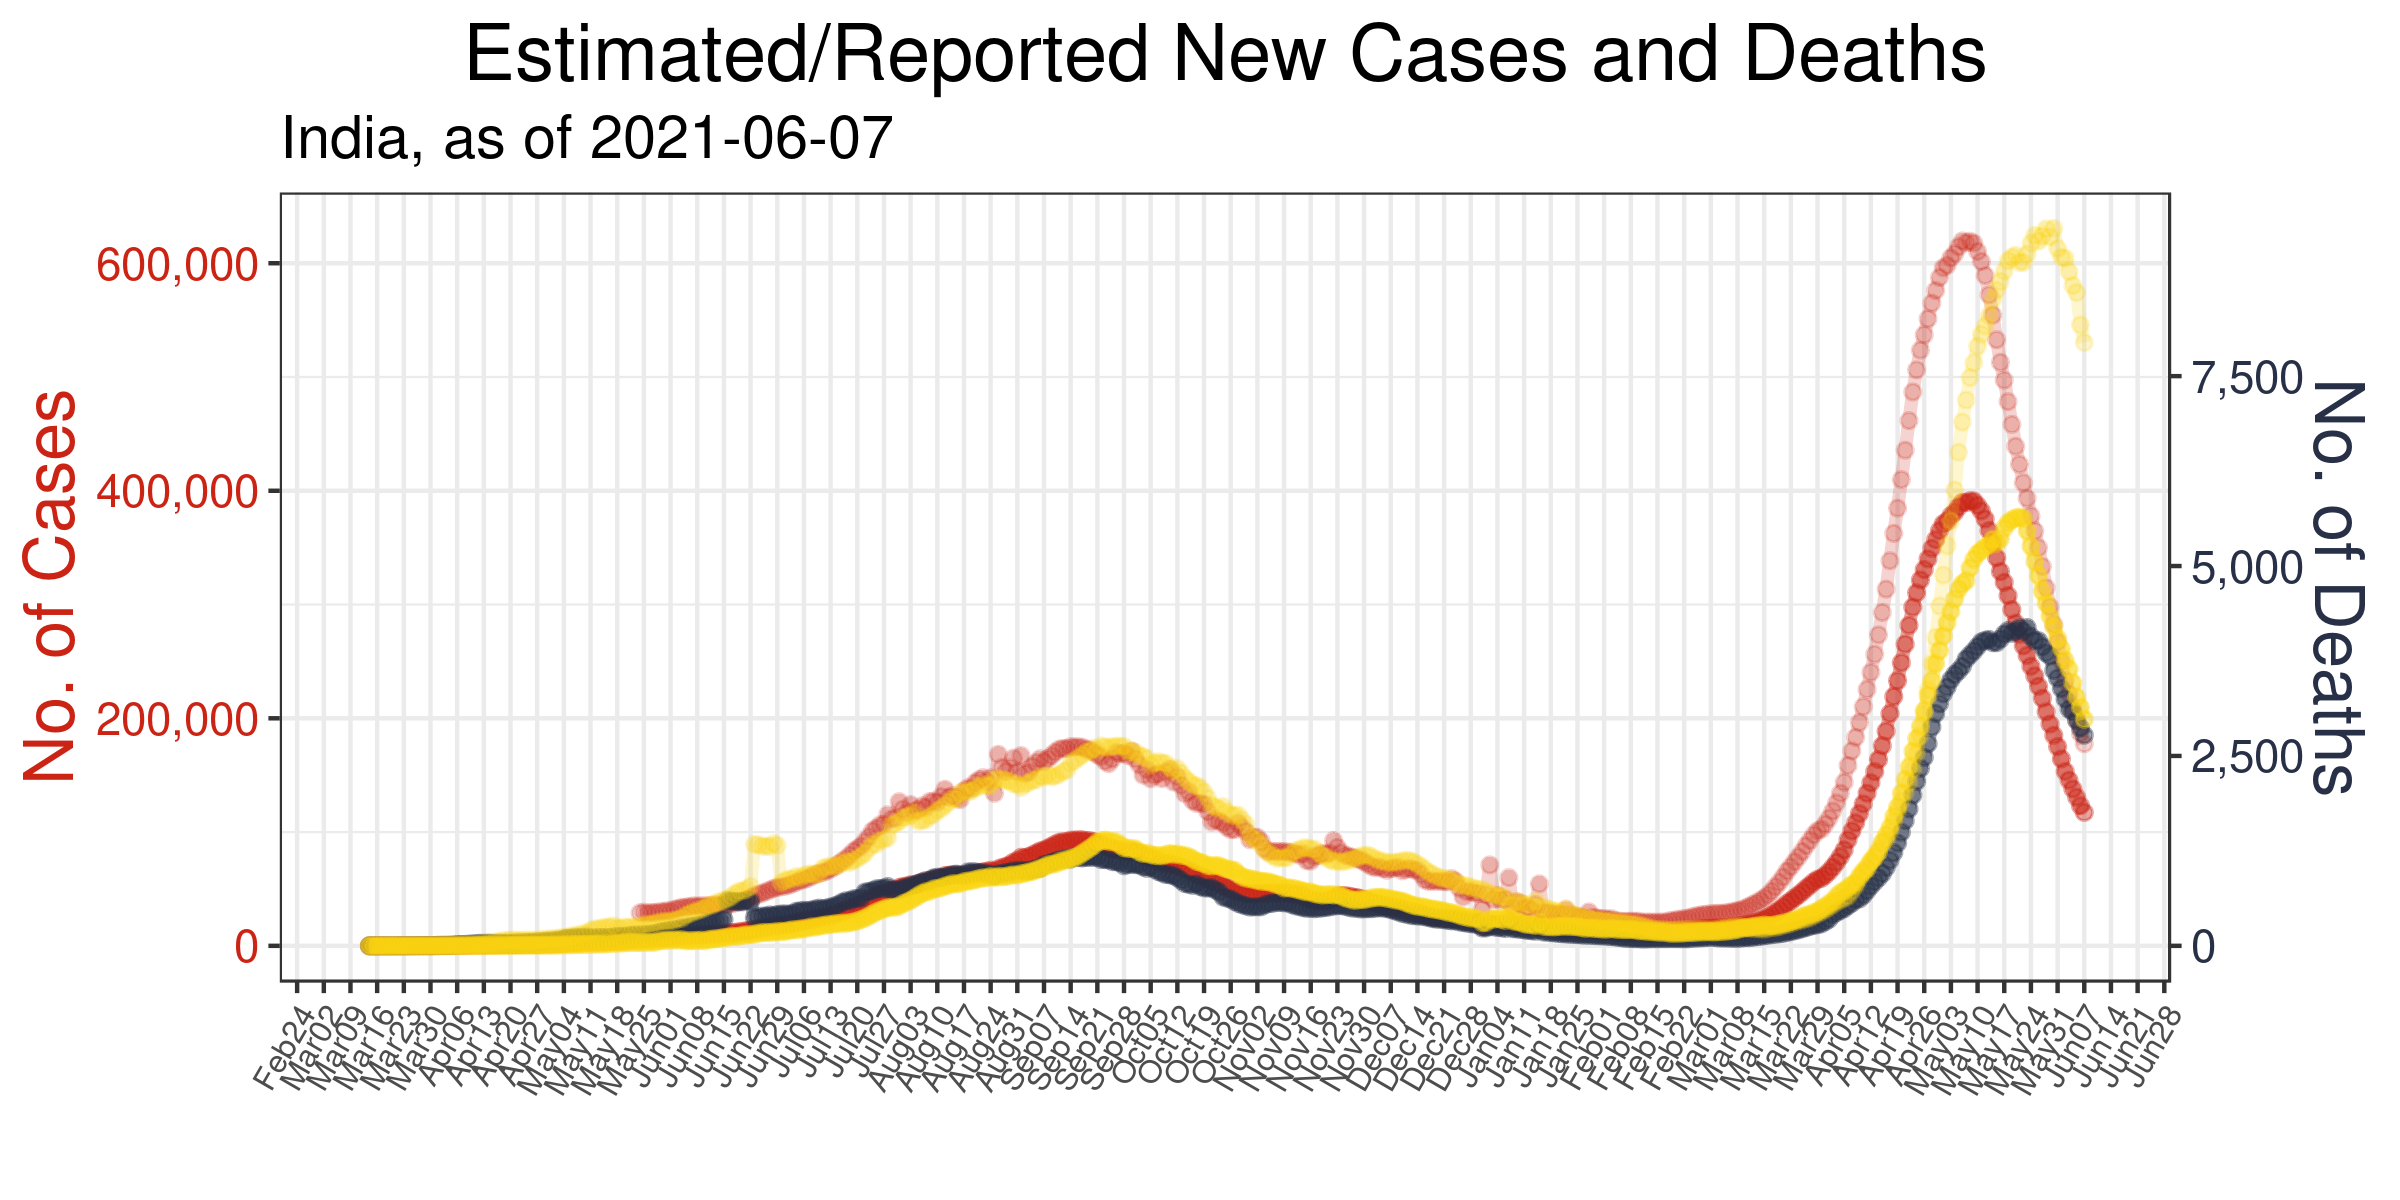 Estimated/Reported New Cases and Deaths
India, as of 2021-06-07
No. of Cases
600,000
400,000
200,000
0
7,500
5,000
2,500
0
No. of Deaths
Feb24
Mar02
Mar09
Mar16
Mar23
Mar30
Apr06
Apr13
Apr20
Apr27
May04
May11
May18
May25
Jun01
Jun08
Jun15
Jun22
Jun29
Jul06
Jul13
Jul20
Jul27
Aug03
Aug10
Aug17
Aug24
Aug31
Sep07
Sep14
Sep21
Sep28
Oct05
Oct12
Oct19
Oct26
Nov02
Nov09
Nov16
Nov23
Nov30
Dec07
Dec14
Dec21
Dec28
Jan04
Jan11
Jan18
Jan25
Feb01
Feb08
Feb15
Feb22
Mar01
Mar08
Mar15
Mar22
Mar29
Apr05
Apr12
Apr19
Apr26
May03
May10
May17
May24
May31
Jun07
Jun14
Jun21
Jun28